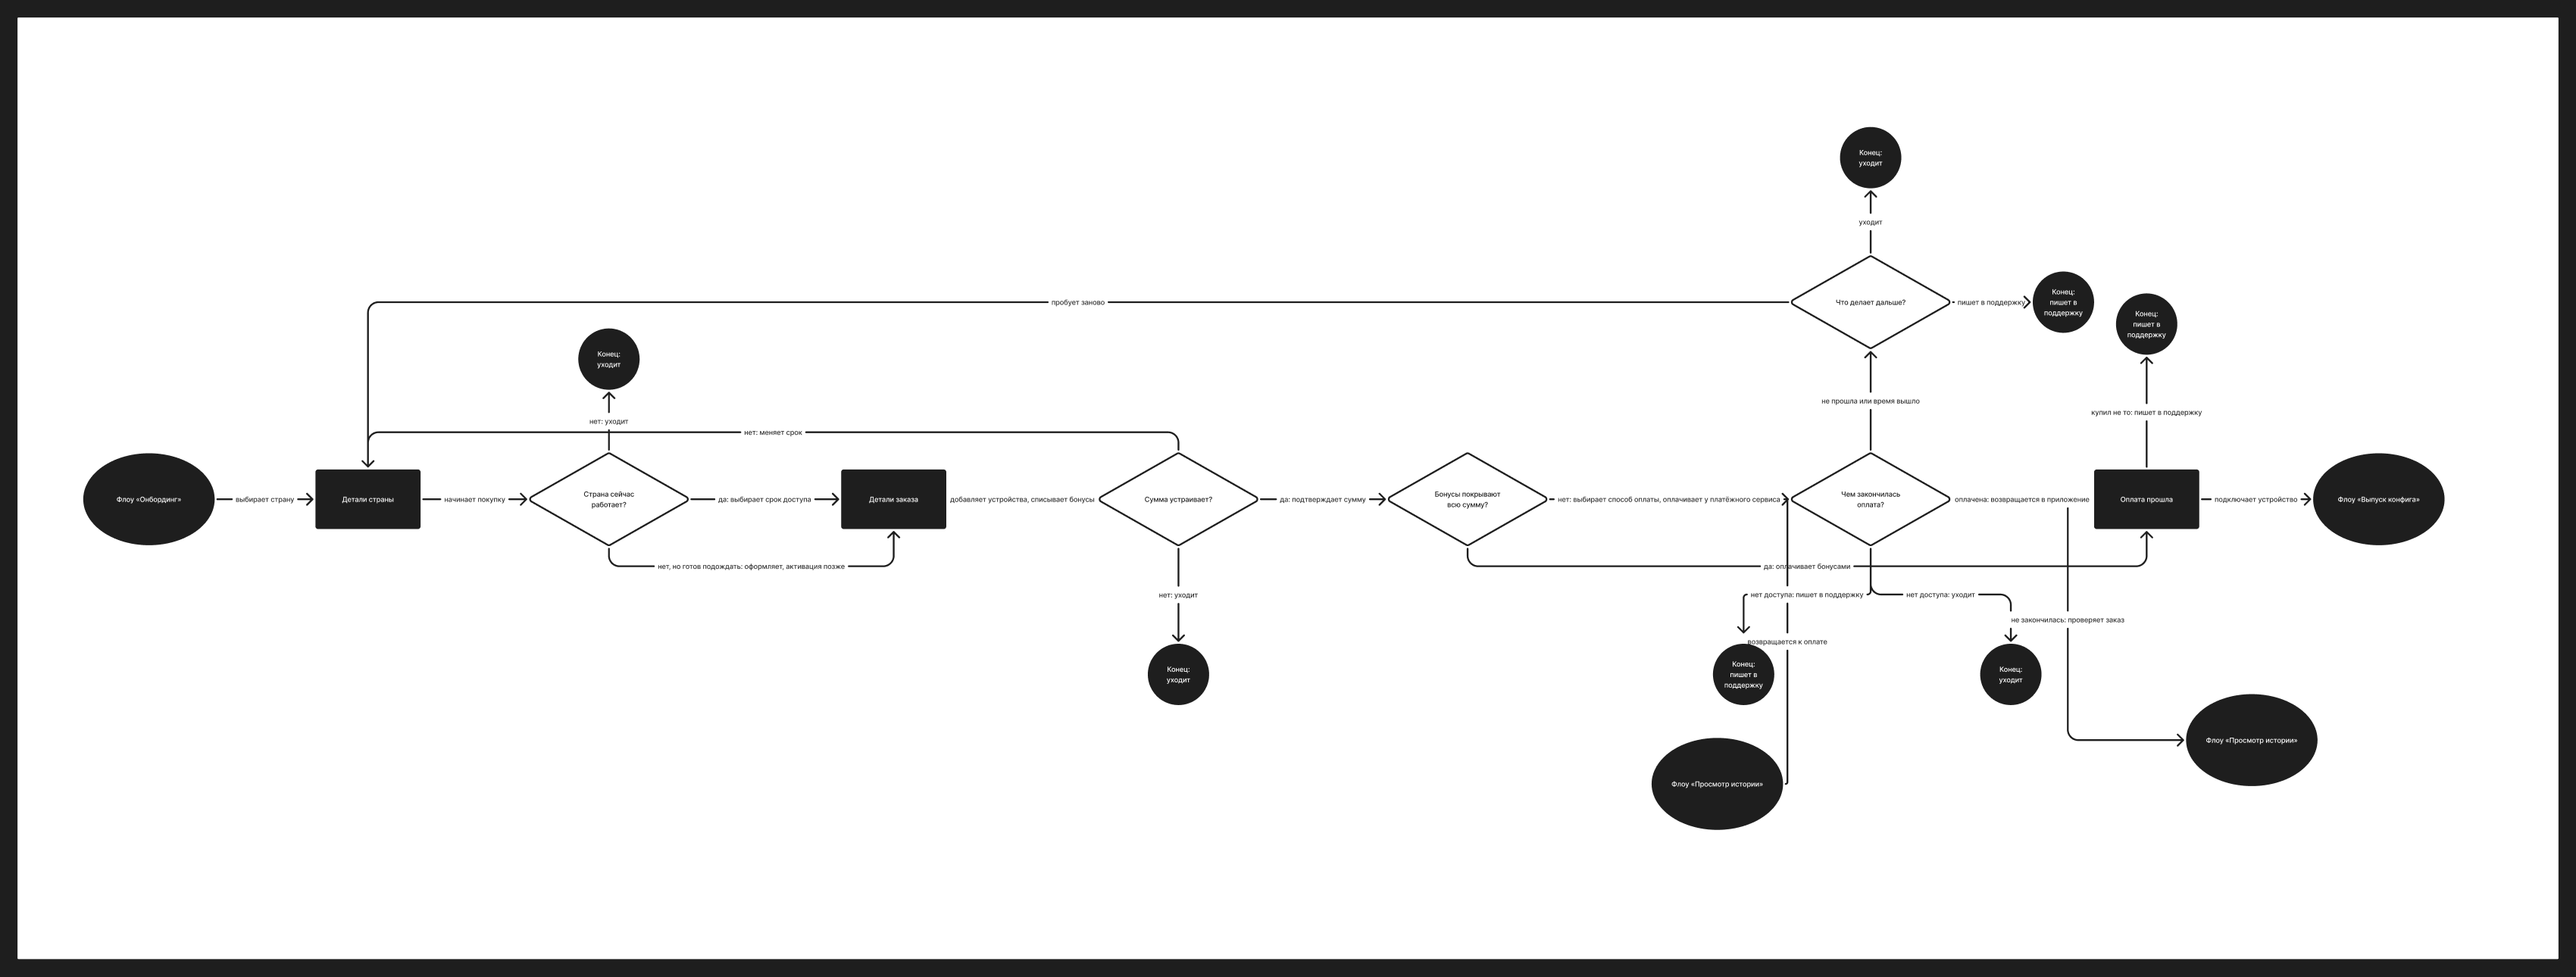 Конец:
уходит
уходит
Что делает дальше?
пробует заново
пишет в поддержку
Конец:
пишет в
поддержку
Конец:
пишет в
поддержку
Конец:
уходит
не прошла или время вышло
купил не то: пишет в поддержку
нет: уходит
нет: меняет срок
Флоу «Онбординг»
выбирает страну
Детали страны
начинает покупку
Страна сейчас
работает?
да: выбирает срок доступа
Детали заказа
добавляет устройства, списывает бонусы
Сумма устраивает?
да: подтверждает сумму
Бонусы покрывают
всю сумму?
нет: выбирает способ оплаты, оплачивает у платёжного сервиса
Чем закончилась
оплата?
оплачена: возвращается в приложение
Оплата прошла
подключает устройство
Флоу «Выпуск конфига»
нет, но готов подождать: оформляет, активация позже
да: оплачивает бонусами
нет: уходит
нет доступа: пишет в поддержку
нет доступа: уходит
не закончилась: проверяет заказ
возвращается к оплате
Конец:
уходит
Конец:
пишет в
поддержку
Конец:
уходит
Флоу «Просмотр истории»
Флоу «Просмотр истории»